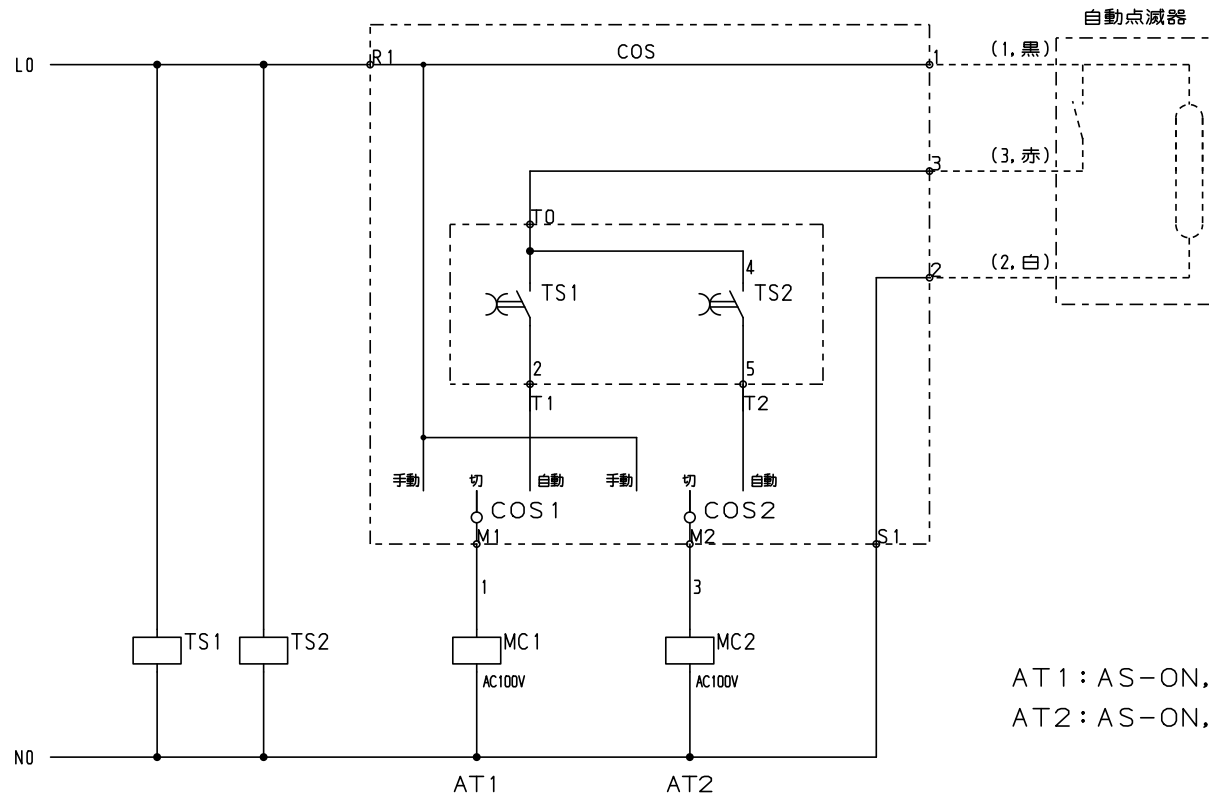 自動点滅器
COS
(1,黒)
L0
R1
1
(3,赤)
3
T0
(2,白)
2
4
TS1
TS2
2
5
T1
T2
手動
切
自動
手動
切
自動
COS1
COS2
M1
M2
S1
1
3
TS1
TS2
MC1
MC2
AC100V
AC100V
AT1:AS-ON,
AT2:AS-ON,
N0
AT1
AT2